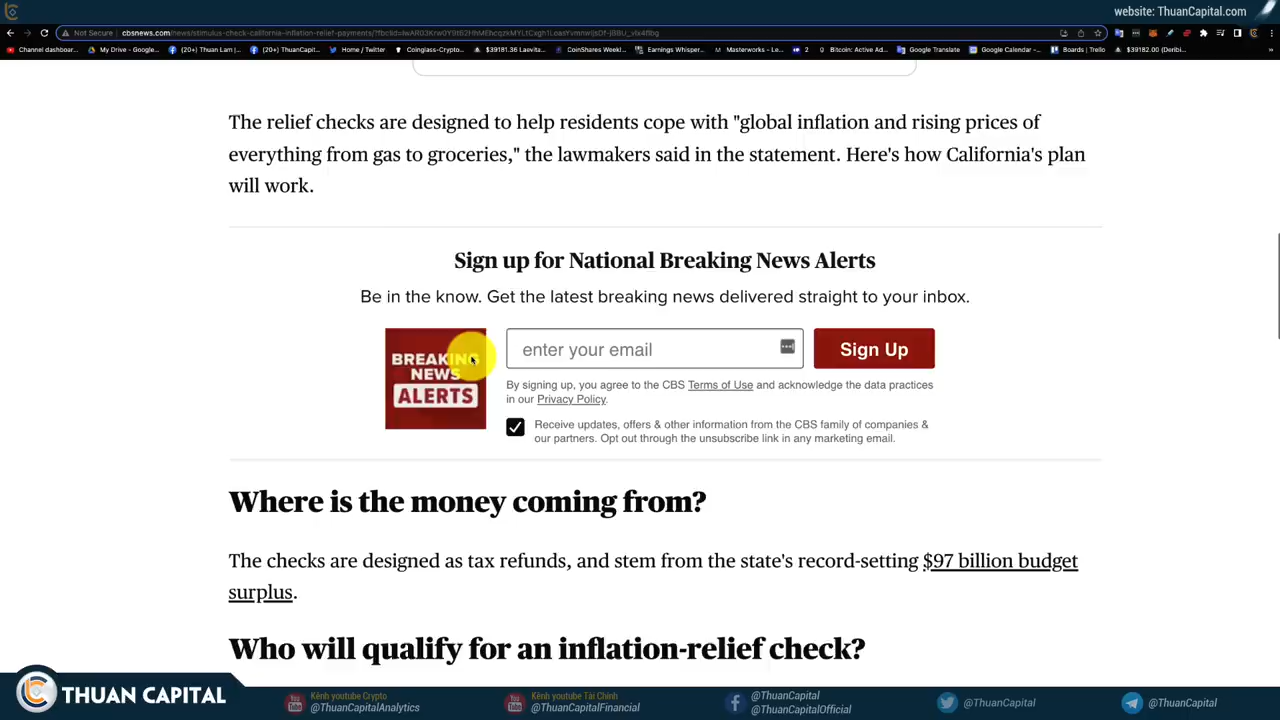 website: ThuanCapital.com
Not Secure cbsnews.com/news/stimulus-check-california-inflation-relief-payments/
Channel dashboar... My Drive - Google... (20+) Thuan Lam |... (20+) ThuanCapit... Home / Twitter Coinglass-Crypto... $39181.36 Laevita... CoinShares Weekl... Earnings Whisper... Masterworks - Le... 2 Bitcoin: Active Ad... Google Translate Google Calendar -... Boards | Trello $39182.00 (Deribi... »
The relief checks are designed to help residents cope with "global inflation and rising prices of
everything from gas to groceries," the lawmakers said in the statement. Here's how California's plan
will work.
Sign up for National Breaking News Alerts
Be in the know. Get the latest breaking news delivered straight to your inbox.
BREAKING
NEWS
ALERTS
enter your email
Sign Up
By signing up, you agree to the CBS Terms of Use and acknowledge the data practices
in our Privacy Policy.
Receive updates, offers & other information from the CBS family of companies &
our partners. Opt out through the unsubscribe link in any marketing email.
Where is the money coming from?
The checks are designed as tax refunds, and stem from the state's record-setting $97 billion budget
surplus.
Who will qualify for an inflation-relief check?
THUAN CAPITAL
You Tube
Kênh youtube Crypto
@ThuanCapitalAnalytics
You Tube
Kênh youtube Tài Chính
@ThuanCapitalFinancial
@ThuanCapital
@ThuanCapitalOfficial
@ThuanCapital
@ThuanCapital